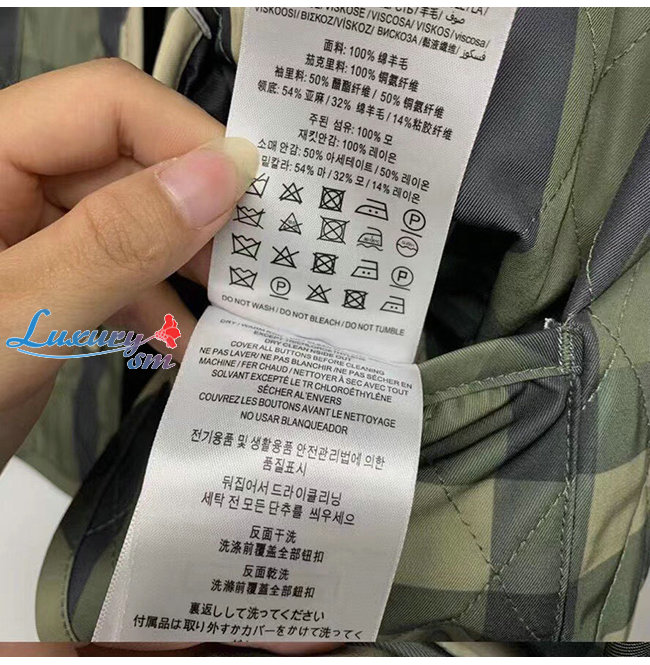 VISKOOSI/ΒΙΣΚΟΖ/VÍSKOZ/ВИСКОЗА/黏液纖維/فسكوز
面料: 100% 绵羊毛
茄克里料: 100% 铜氨纤维
袖里料: 50% 醋酯纤维 / 50% 铜氨纤维
领底: 54% 亚麻/ 32% 绵羊毛 / 14%粘胶纤维
주된 섬유: 100% 모
재킷안감: 100% 레이온
소매 안감: 50% 아세테이트 / 50% 레이온
밑칼라: 54% 마 / 32% 모 / 14% 레이온
P
P
P
DO NOT WASH / DO NOT BLEACH / DO NOT TUMBLE
DRY CLEAN INSIDE
COVER ALL BUTTONS BEFORE CLEANING
NE PAS LAVER/ NE PAS BLANCHIR/NE PAS SÉCHER EN
MACHINE / FER CHAUD / NETTOYER À SEC AVEC TOUT
SOLVANT EXCEPTÉ LE TR CHLOROÉTHYLÈNE
SÉCHER AL'ENVERS
COUVREZ LES BOUTONS AVANT LE NETTOYAGE
NO USAR BLANQUEADOR
전기용품 및 생활용품 안전관리법에 의한
품질표시
둬집어서 드라이클리닝
세탁 전 모든 단추를 씌우세으
反面干洗
洗涤前覆盖全部钮扣
反面乾洗
洗滌前覆蓋全部鈕扣
裏返しして洗ってください
付属品は取り外すかカバーをかけて洗って
Luxury
sm